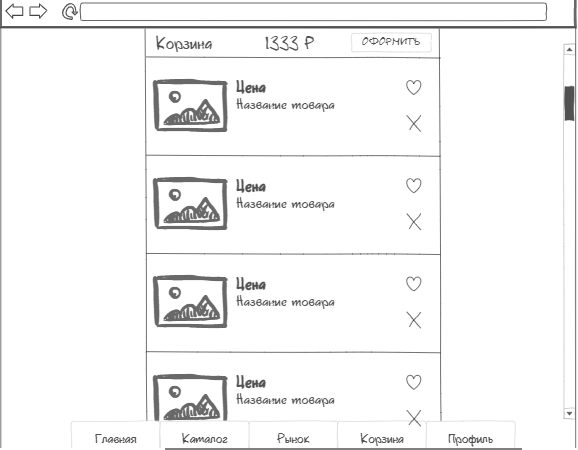 Корзина 1333 ₽ ОФОРМИТЬ
Цена
Название товара
Цена
Название товара
Цена
Название товара
Цена
Название товара
Главная Каталог Рынок Корзина Профиль